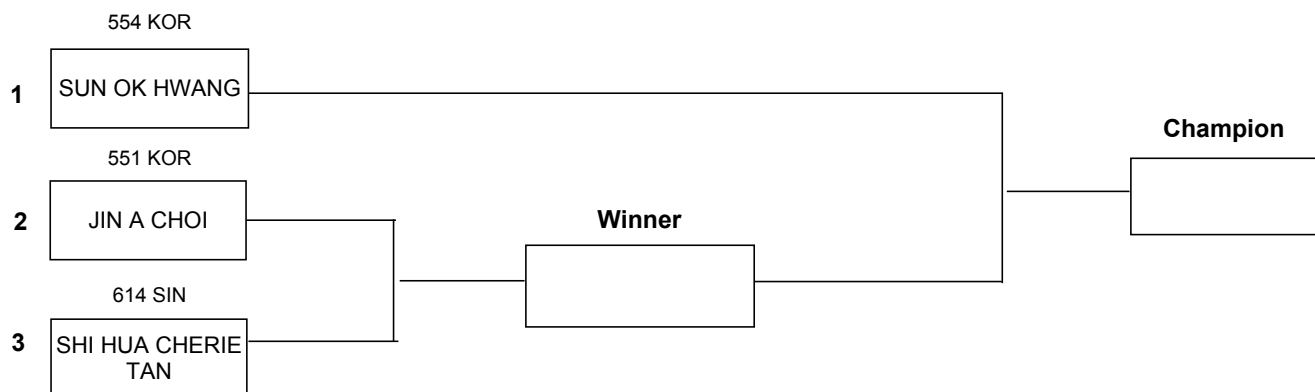 554 KOR
1
SUN OK HWANG
Champion
551 KOR
2
JIN A CHOI
Winner
614 SIN
3
SHI HUA CHERIE
TAN